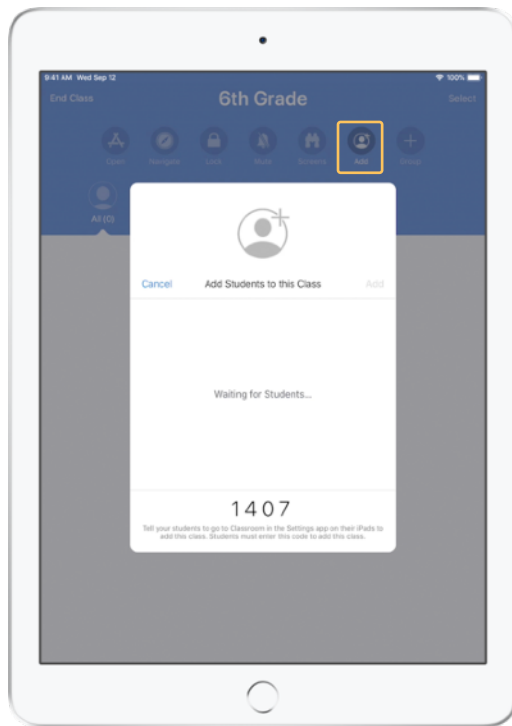 9:41 AM Wed Sep 12 100%
End Class 6th Grade Select
Open Navigate Lock Mute Screens Add Group
All (0)
Cancel Add Students to this Class Add
Waiting for Students...
1407
Tell your students to go to Classroom in the Settings app on their iPads to
add this class. Students must enter this code to add this class.